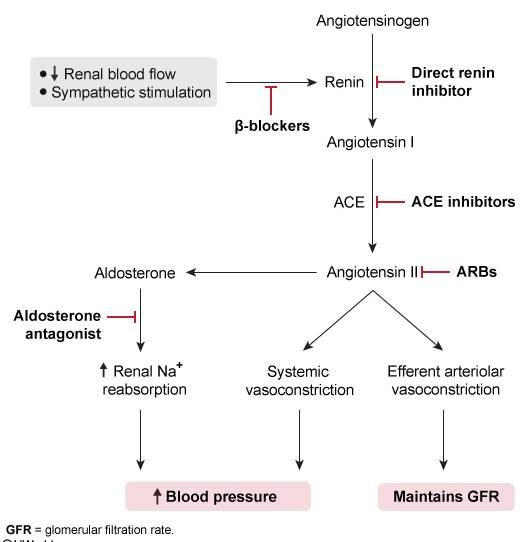 Angiotensinogen
● ↓ Renal blood flow
● Sympathetic stimulation
Renin
Direct renin
inhibitor
β-blockers
Angiotensin I
ACE
ACE inhibitors
Aldosterone
Angiotensin II
ARBs
Aldosterone
antagonist
↑ Renal Na+
reabsorption
Systemic
vasoconstriction
Efferent arteriolar
vasoconstriction
↑ Blood pressure
Maintains GFR
GFR = glomerular filtration rate.